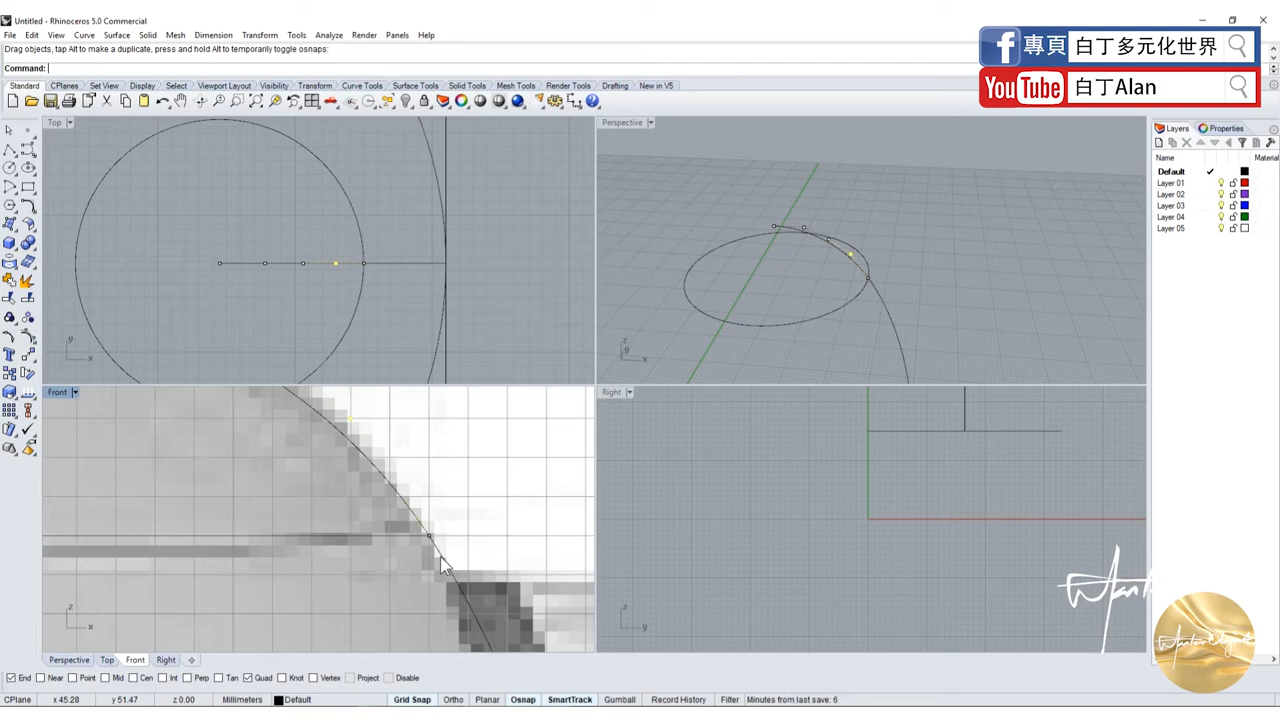 Untitled - Rhinoceros 5.0 Commercial
File Edit View Curve Surface Solid Mesh Dimension Transform Tools Analyze Render Panels Help
Drag objects, tap Alt to make a duplicate, press and hold Alt to temporarily toggle osnaps:
Command:
專頁 白丁多元化世界
YouTube 白丁Alan
Standard CPlanes Set View Display Select Viewport Layout Visibility Transform Curve Tools Surface Tools Solid Tools Mesh Tools Render Tools Drafting New in V5
Top
y
x
Perspective
z
y
x
Front
z
x
Right
z
y
Layers Properties
Name Material
Default
Layer 01
Layer 02
Layer 03
Layer 04
Layer 05
Perspective Top Front Right
End Near Point Mid Cen Int Perp Tan Quad Knot Vertex Project Disable
CPlane x 45.28 y 51.47 z 0.00 Millimeters Default Grid Snap Ortho Planar Osnap SmartTrack Gumball Record History Filter Minutes from last save: 6